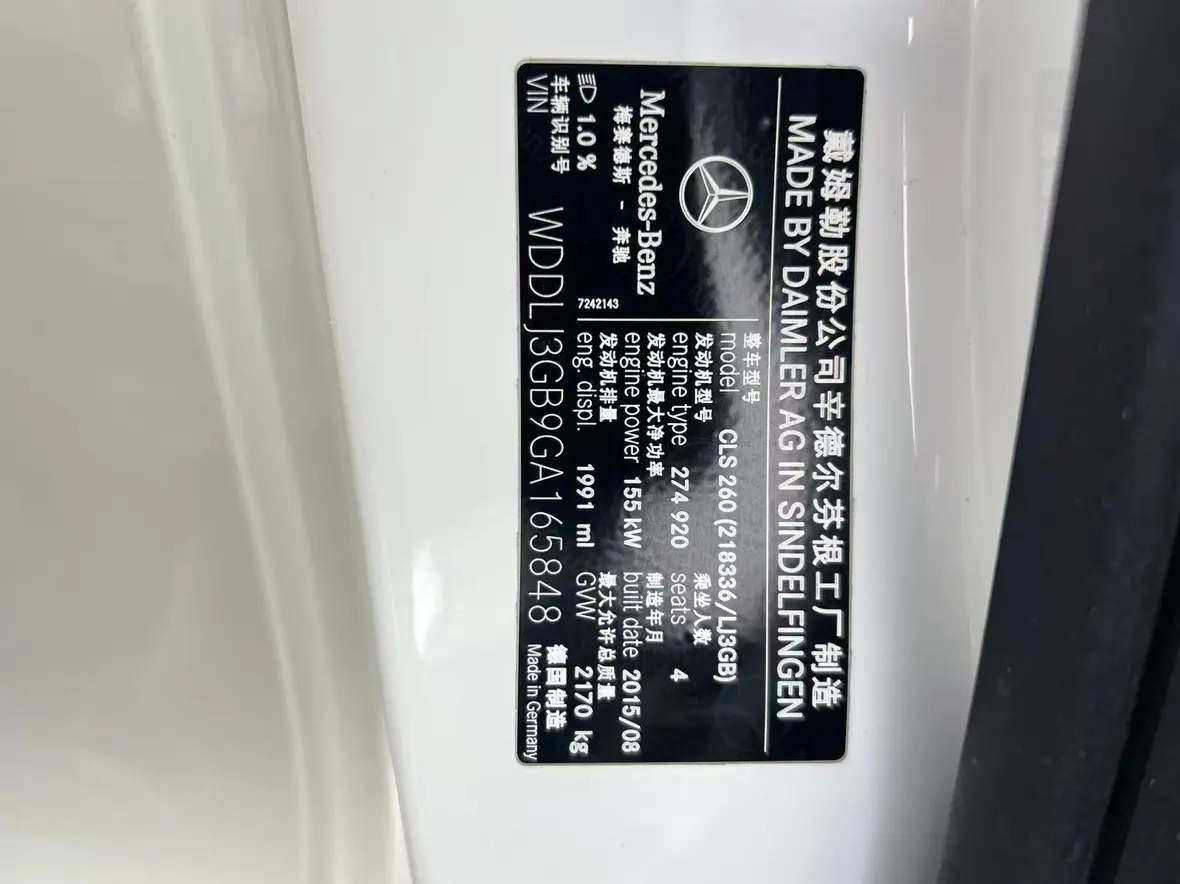 戴姆勒股份公司辛德尔芬根工厂制造
MADE BY DAIMLER AG IN SINDELFINGEN
整车型号
model CLS 260 (218336/LJ3GB)
发动机型号 乘坐人数
engine type 274 920 seats 4
Mercedes-Benz
梅赛德斯 - 奔驰
发动机最大净功率 制造年月
engine power 155 kW built date 2015/08
7242143
1.0 %
发动机排量 最大允许总质量
eng. displ. 1991 ml GVW 2170 kg
车辆识别号 德国制造
VIN WDDLJ3GB9GA165848 Made in Germany